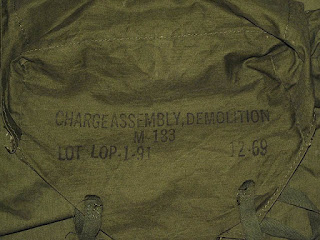 CHARGE ASSEMBLY, DEMOLITION
M-133
LOT LOP-1-91 12-69